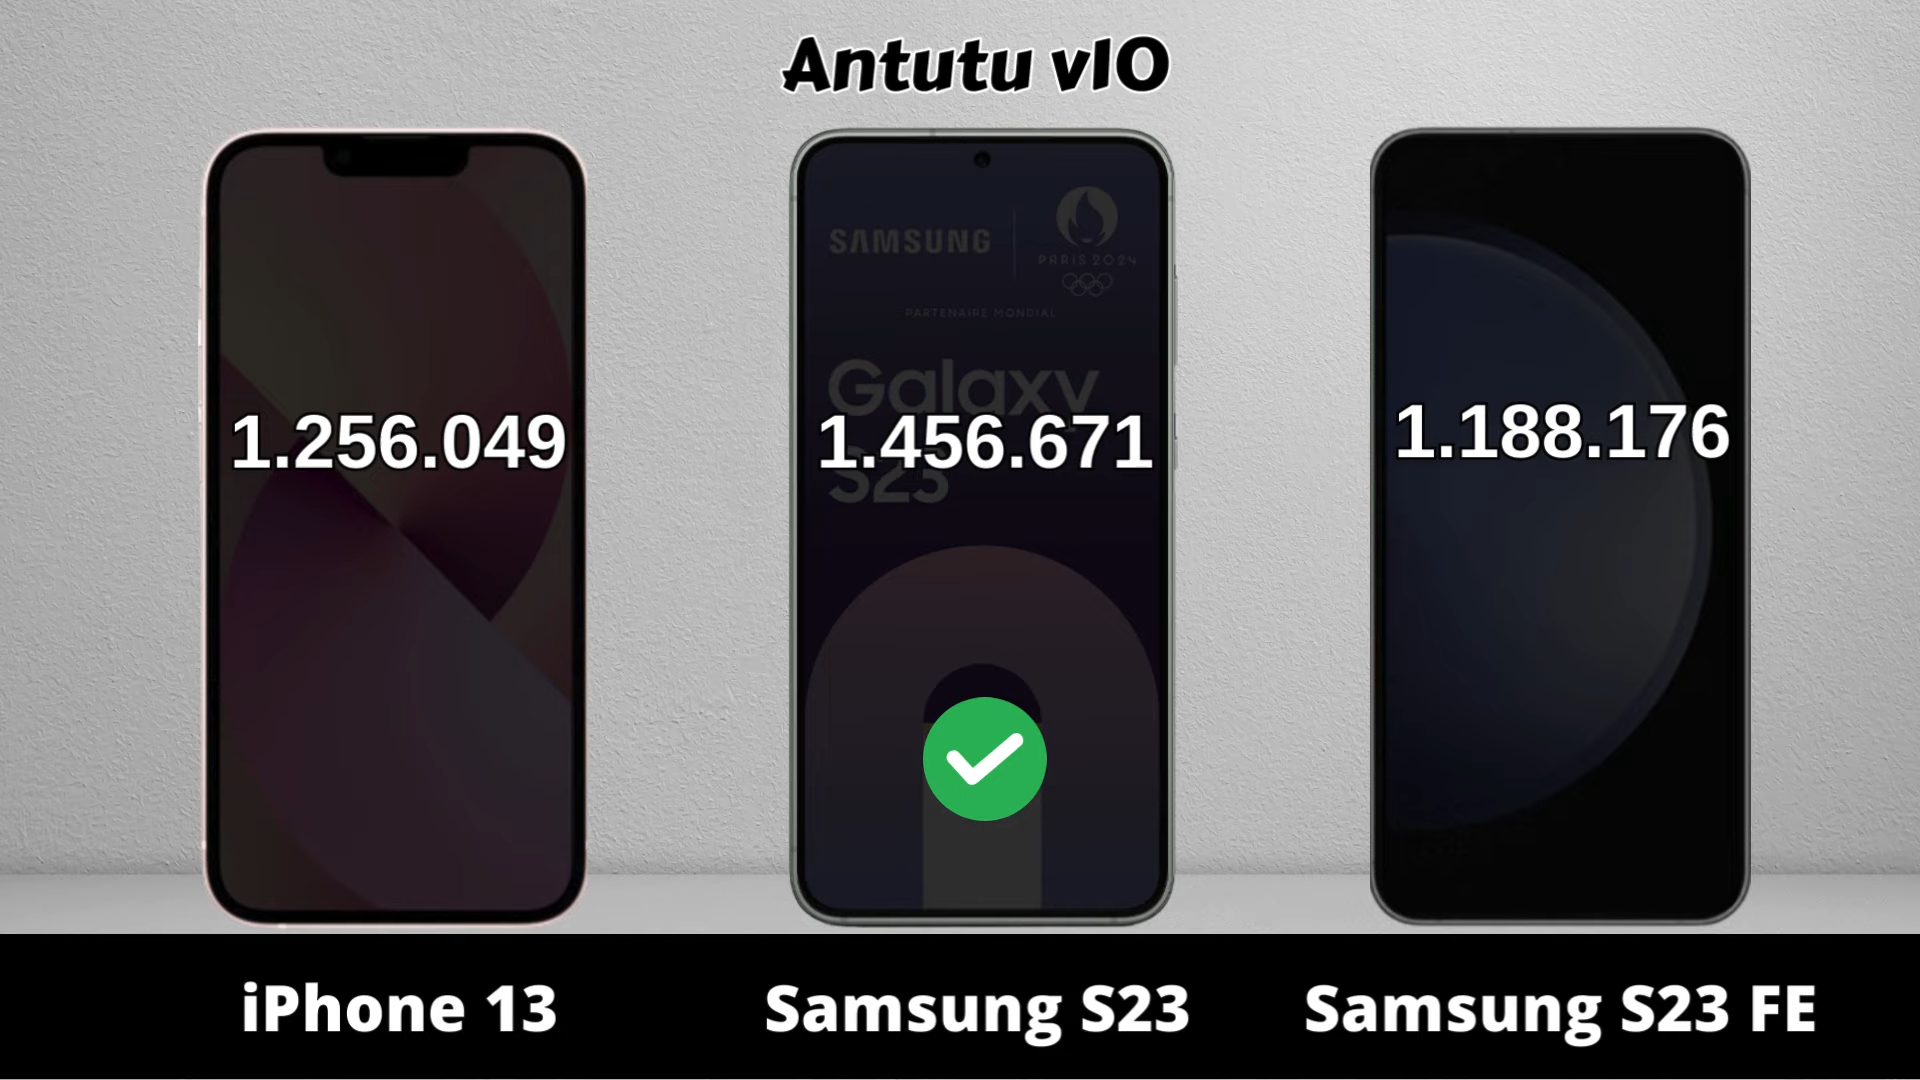 Antutu v10
SAMSUNG
PARIS 2024
PARTENAIRE MONDIAL
Galaxy
S23
1.256.049
1.456.671
1.188.176
iPhone 13
Samsung S23
Samsung S23 FE